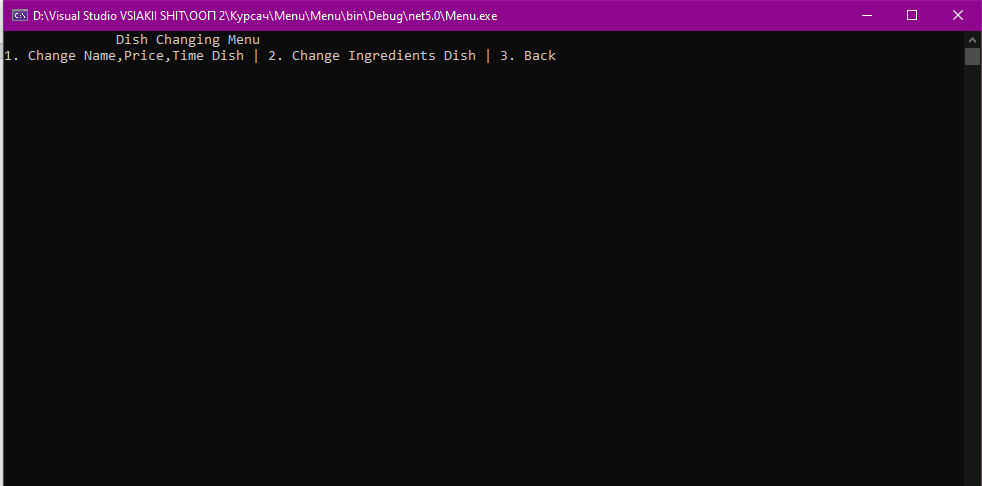 D:\Visual Studio VSIAKII SHIT\ООП 2\Курсач\Menu\Menu\bin\Debug\net5.0\Menu.exe
Dish Changing Menu
1. Change Name,Price,Time Dish | 2. Change Ingredients Dish | 3. Back